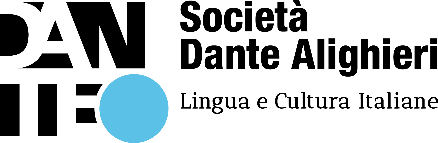 DAN
TE
Società
Dante Alighieri
Lingua e Cultura Italiane